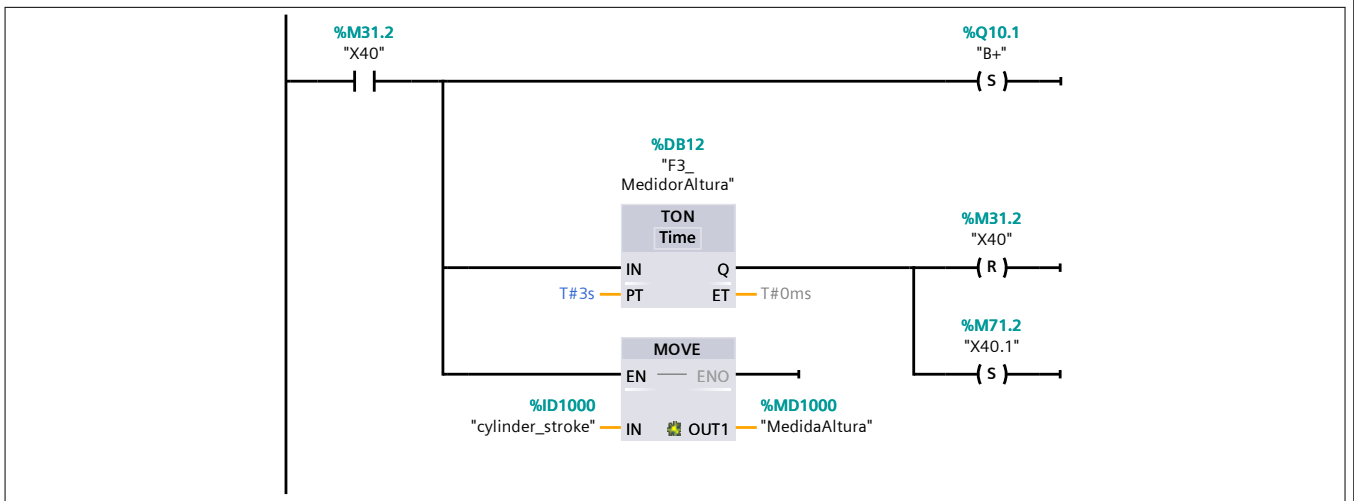 %M31.2
"X40"
%Q10.1
"B+"
S
%DB12
"F3_
MedidorAltura"
TON
Time
IN
Q
T#3s
PT
ET
T#0ms
%M31.2
"X40"
R
%M71.2
"X40.1"
S
MOVE
EN
ENO
%ID1000
"cylinder_stroke"
IN
OUT1
%MD1000
"MedidaAltura"